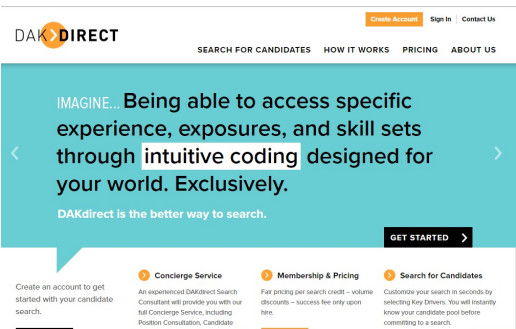 Create Account Sign In Contact Us
DAK DIRECT
SEARCH FOR CANDIDATES HOW IT WORKS PRICING ABOUT US
IMAGINE... Being able to access specific
experience, exposures, and skill sets
through intuitive coding designed for
your world. Exclusively.
DAKdirect is the better way to search.
GET STARTED
Create an account to get
started with your candidate
search.
Concierge Service
An experienced DAKdirect Search
Consultant will provide you with our
full Concierge Service, including
Position Consultation, Candidate
Membership & Pricing
Fair pricing per search credit – volume
discounts – success fee only upon
hire.
Search for Candidates
Customize your search in seconds by
selecting Key Drivers. You will instantly
know your candidate pool before
committing to a search.